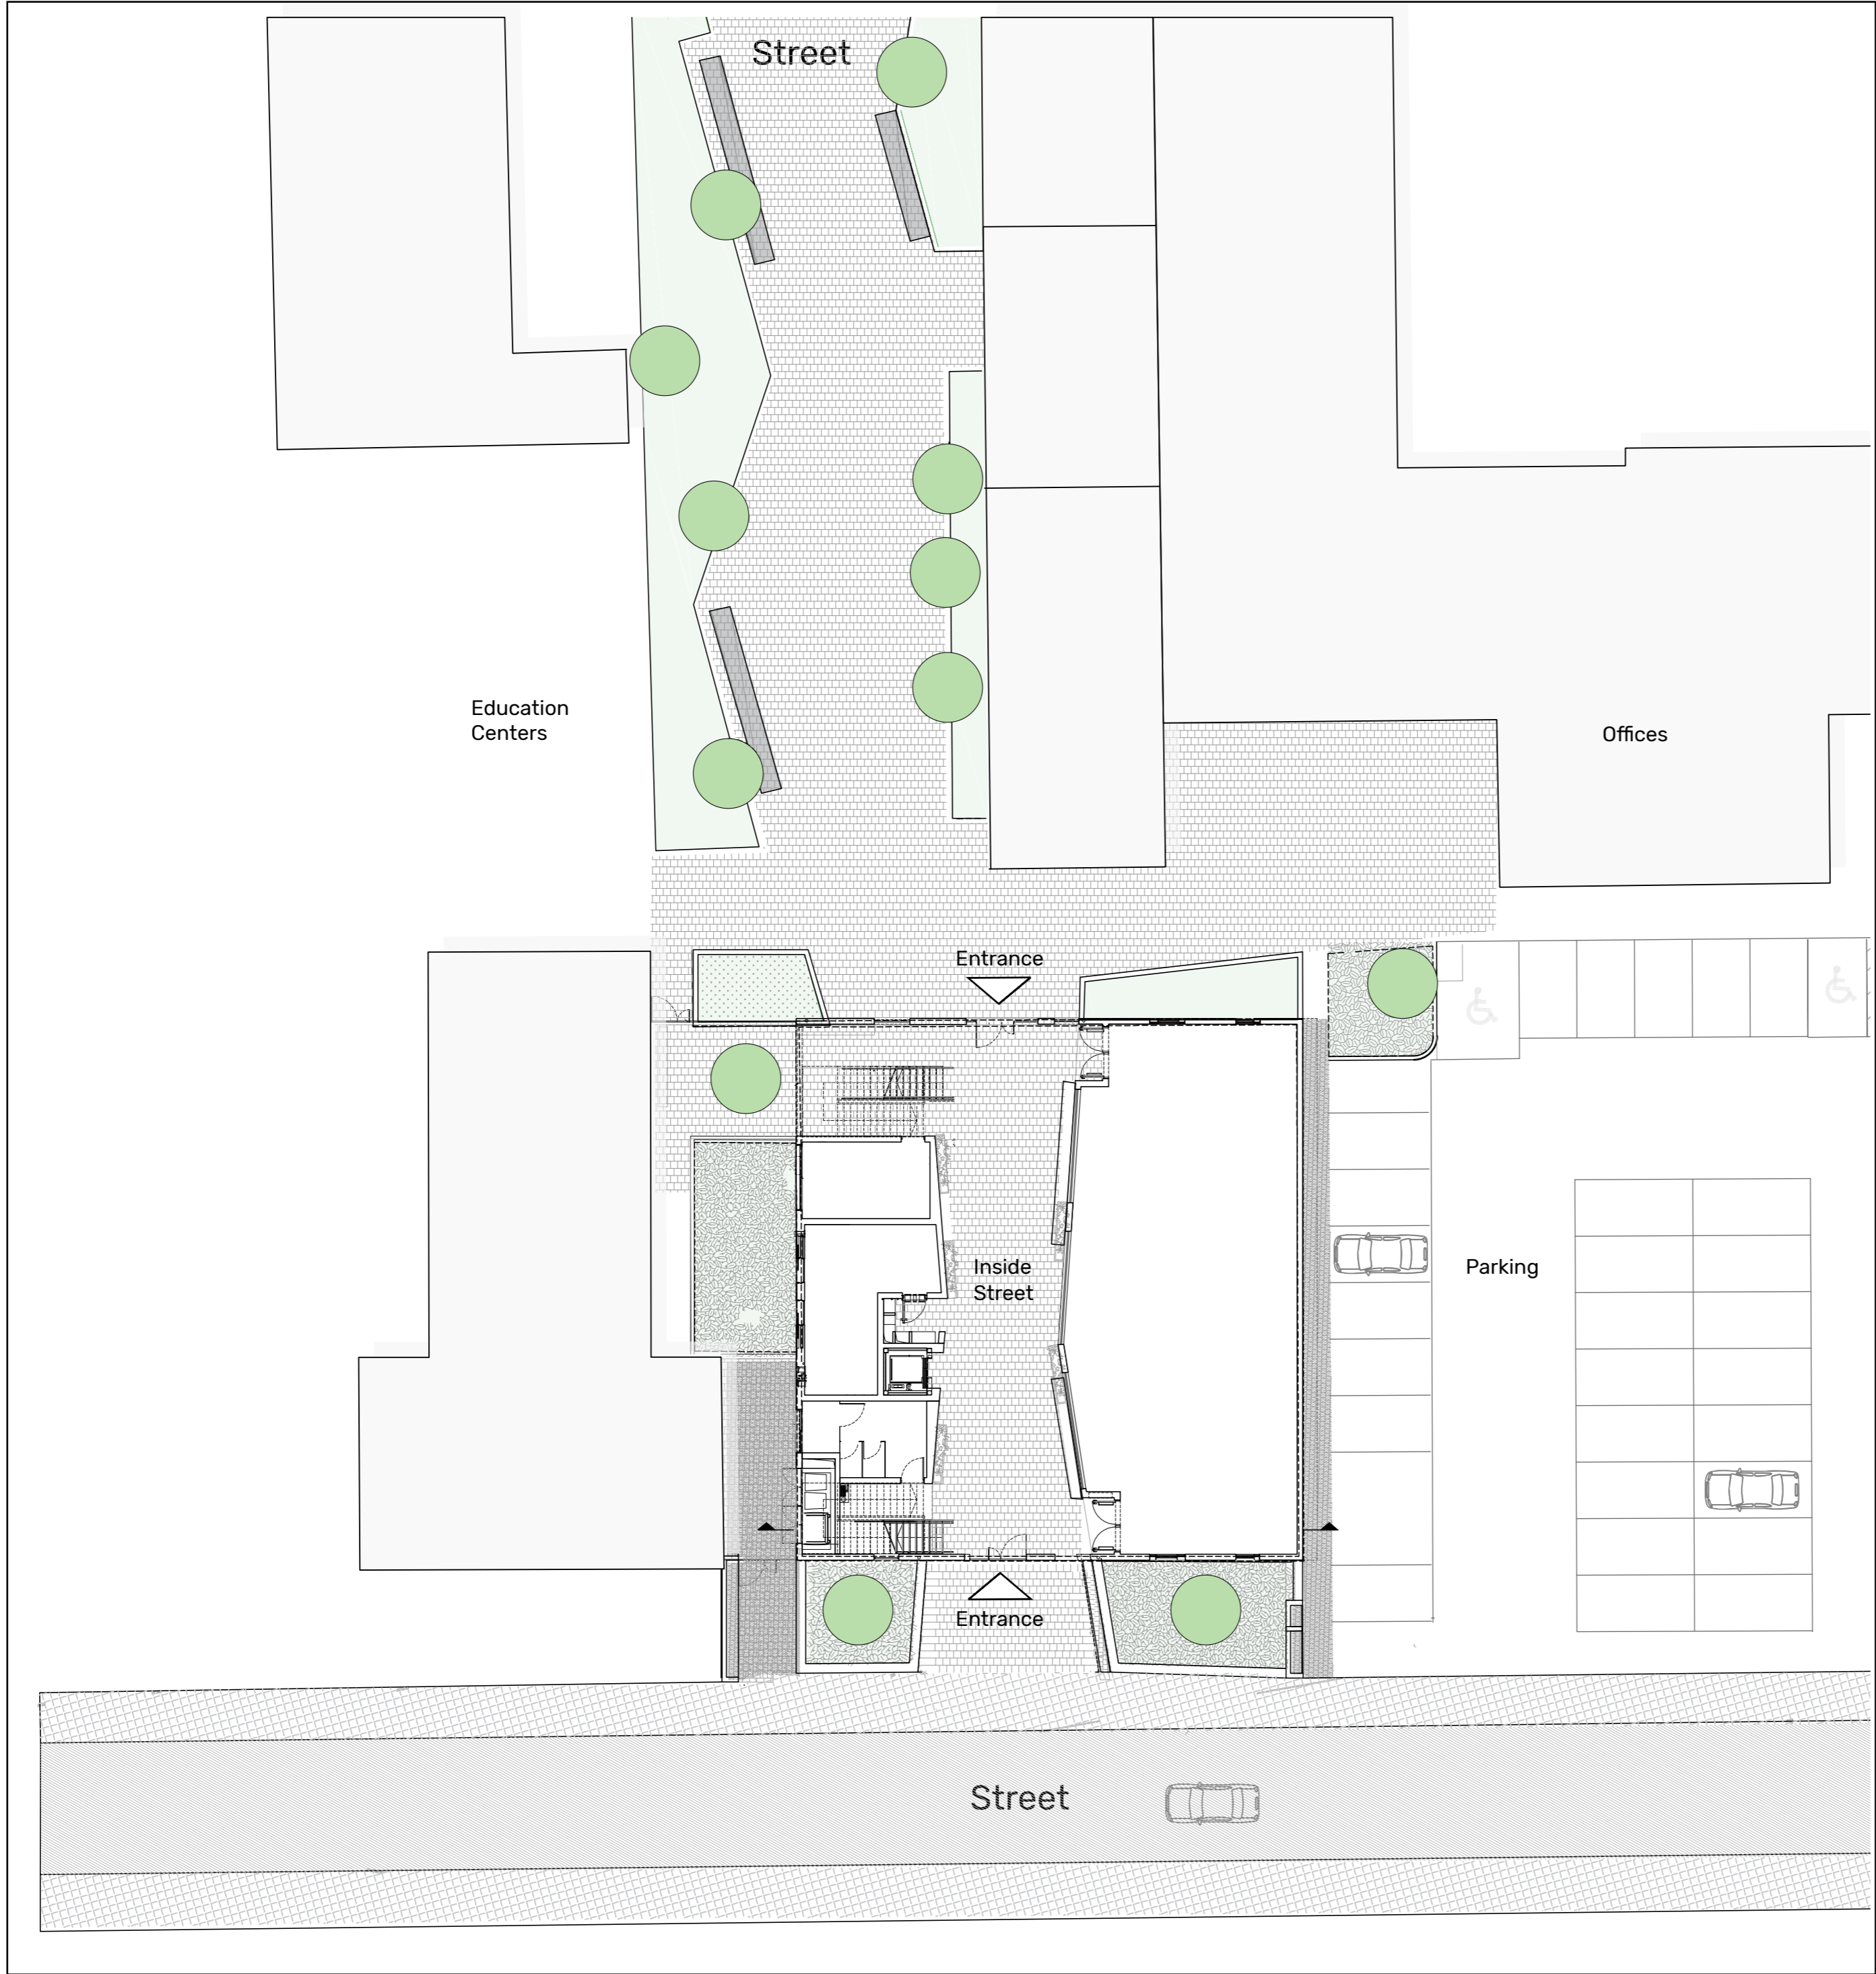 Street
Education
Centers
Offices
Entrance
Inside
Street
Parking
Entrance
Street